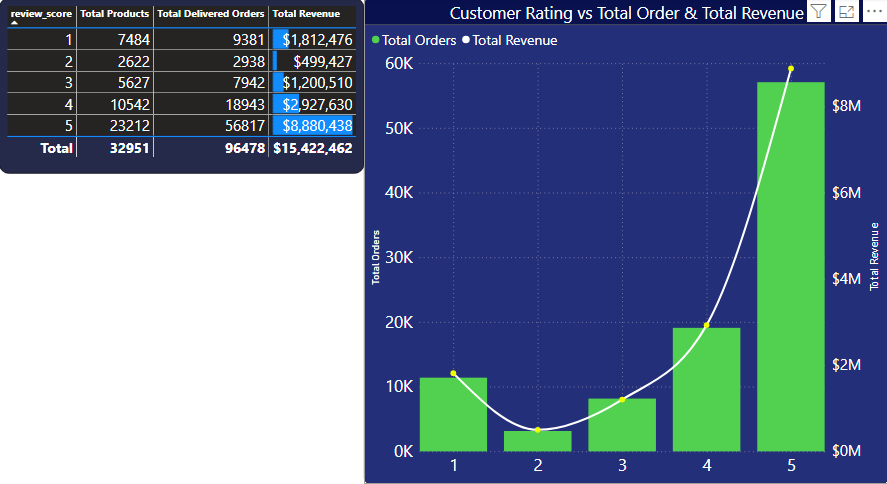 review_score Total Products Total Delivered Orders Total Revenue
1 7484 9381 $1,812,476
2 2622 2938 $499,427
3 5627 7942 $1,200,510
4 10542 18943 $2,927,630
5 23212 56817 $8,880,438
Total 32951 96478 $15,422,462
Customer Rating vs Total Order & Total Revenue
Total Orders Total Revenue
60K
50K
40K
30K
20K
10K
0K
Total Orders
$8M
$6M
$4M
$2M
$0M
Total Revenue
1 2 3 4 5